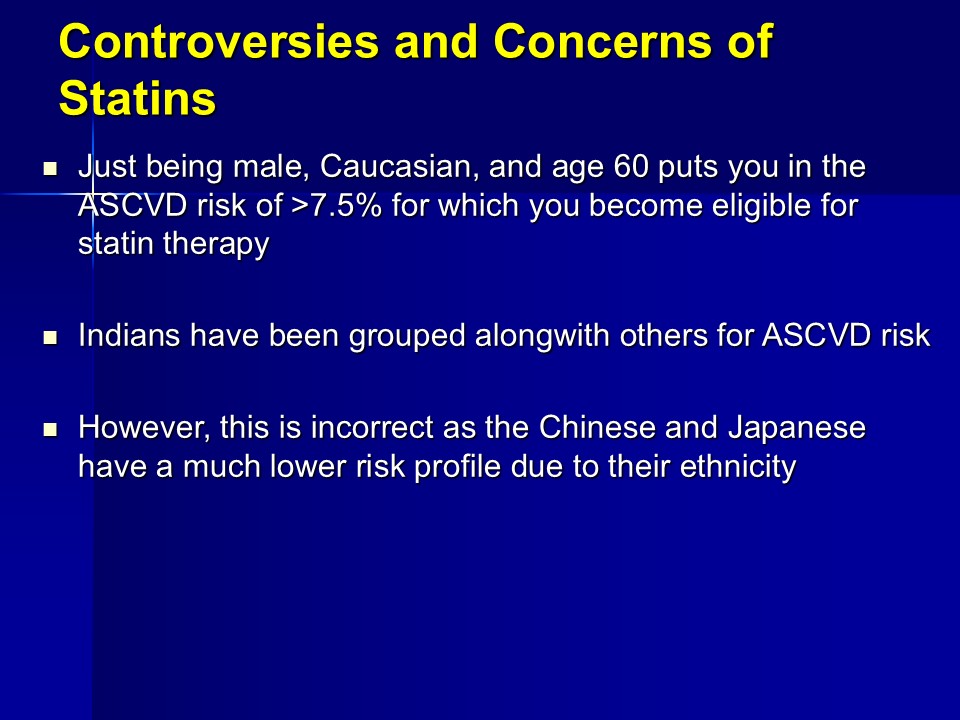 Controversies and Concerns of
Statins
Just being male, Caucasian, and age 60 puts you in the
ASCVD risk of >7.5% for which you become eligible for
statin therapy
Indians have been grouped alongwith others for ASCVD risk
However, this is incorrect as the Chinese and Japanese
have a much lower risk profile due to their ethnicity